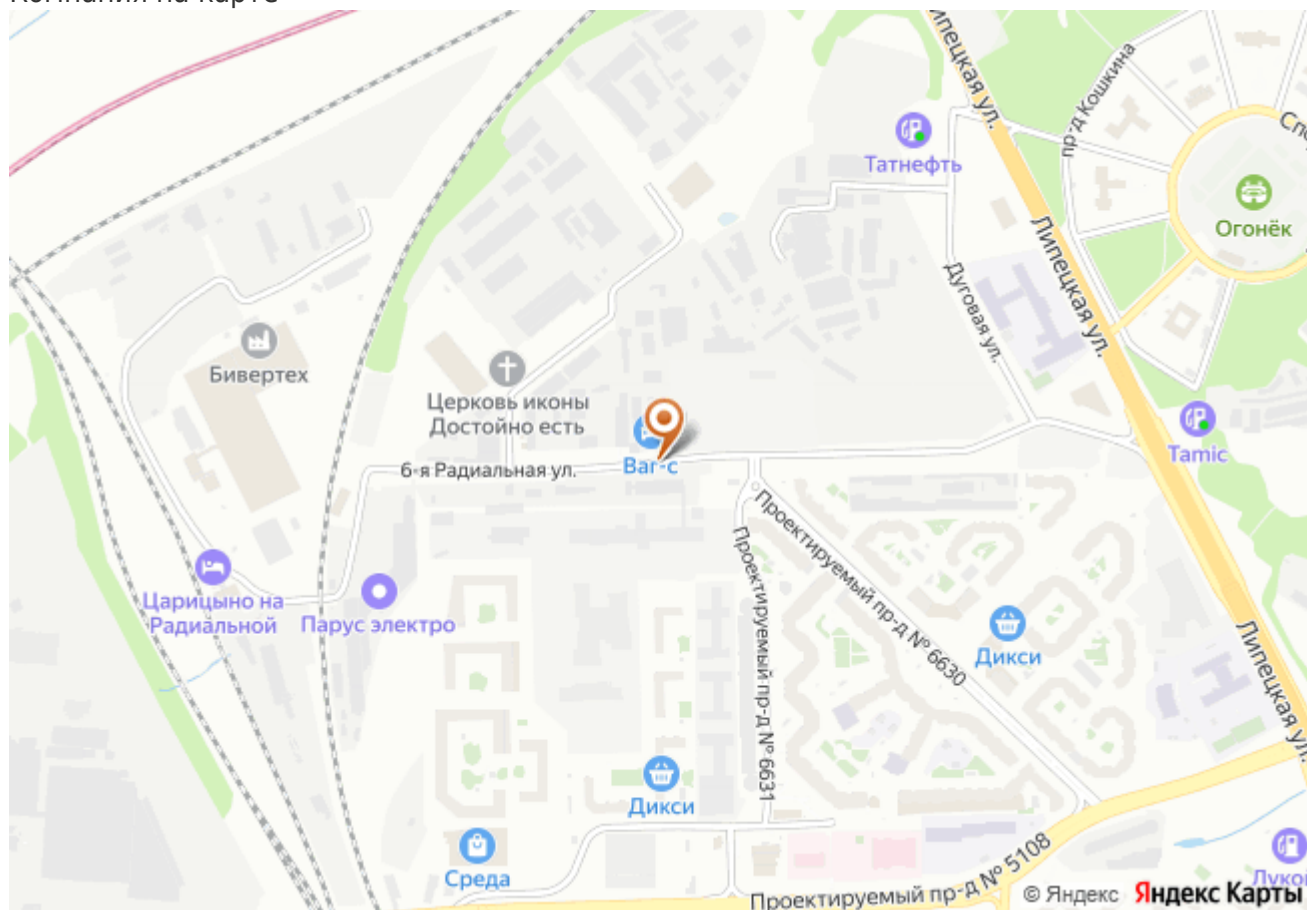 Компания на карте
Липецкая ул.
пр-д Кошкина
Татнефть
Огонёк
Липецкая ул.
Дуговая ул.
Бивертех
Церковь иконы
Достойно есть
Ваг-с
6-я Радиальная ул.
Tamic
Проектируемый пр-д № 6630
Проектируемый пр-д № 6631
Царицыно на
Радиальной
Парус электро
Дикси
Липецкая ул.
Дикси
Среда
Проектируемый пр-д № 5108
© Яндекс Яндекс Карты